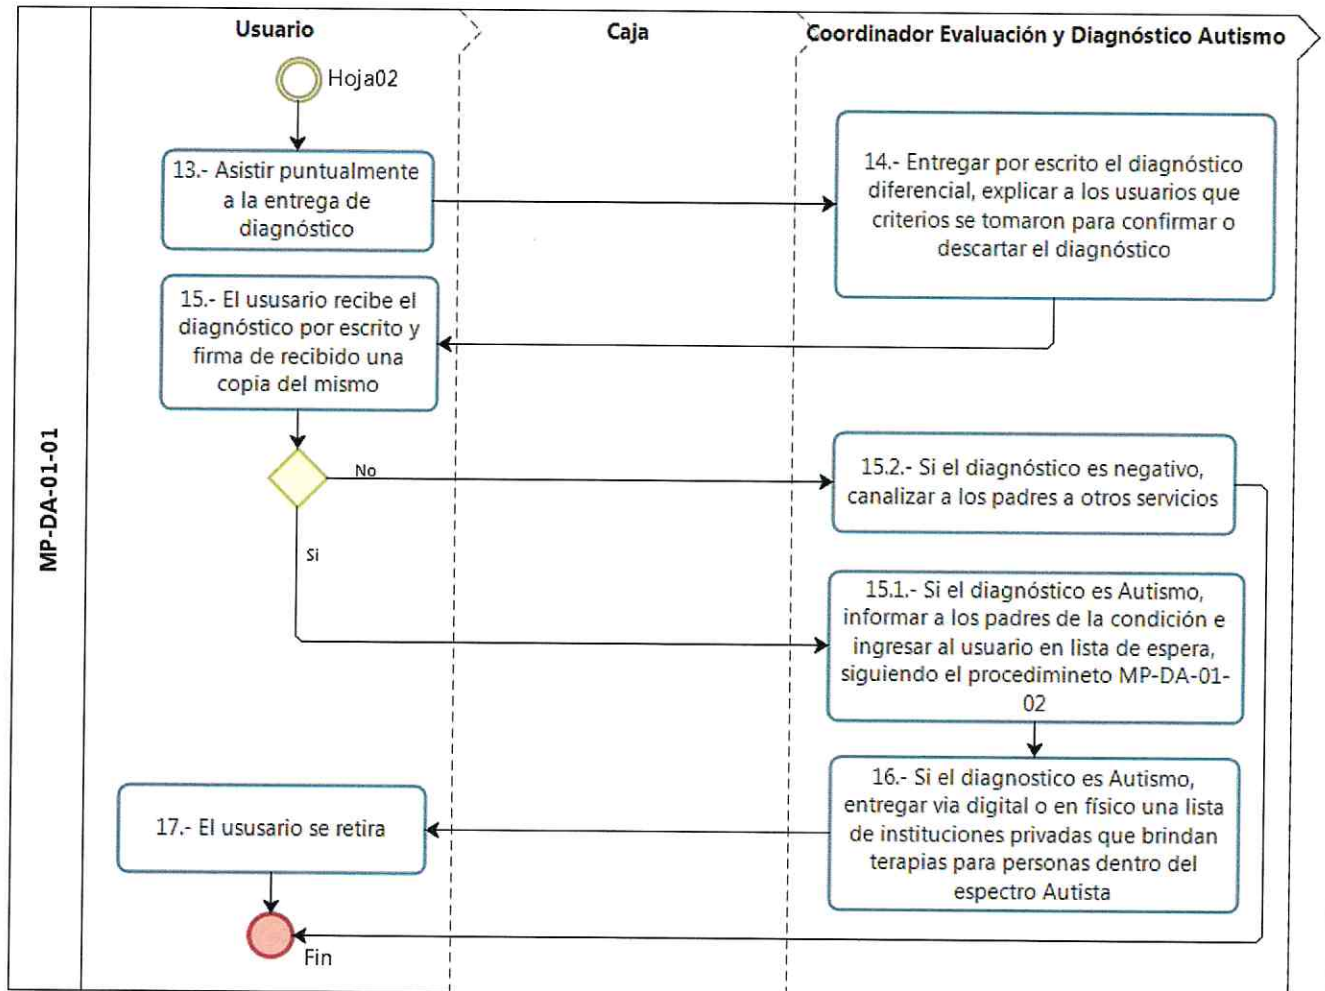 Usuario
Caja
Coordinador Evaluación y Diagnóstico Autismo
MP-DA-01-01
Hoja02
13.- Asistir puntualmente
a la entrega de
diagnóstico
14.- Entregar por escrito el diagnóstico
diferencial, explicar a los usuarios que
criterios se tomaron para confirmar o
descartar el diagnóstico
15.- El ususario recibe el
diagnóstico por escrito y
firma de recibido una
copia del mismo
No
15.2.- Si el diagnóstico es negativo,
canalizar a los padres a otros servicios
Si
15.1.- Si el diagnóstico es Autismo,
informar a los padres de la condición e
ingresar al usuario en lista de espera,
siguiendo el procedimineto MP-DA-01-
02
16.- Si el diagnostico es Autismo,
entregar via digital o en físico una lista
de instituciones privadas que brindan
terapias para personas dentro del
espectro Autista
17.- El ususario se retira
Fin